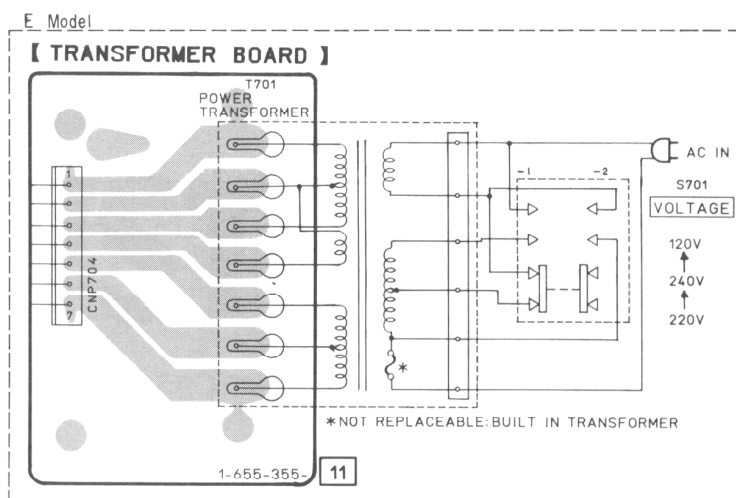 E Model
【 TRANSFORMER BOARD 】
T701
POWER
TRANSFORMER
AC IN
-1
-2
S701
VOLTAGE
1
120V
240V
CNP704
220V
7
*
*NOT REPLACEABLE: BUILT IN TRANSFORMER
1-655-355- 11